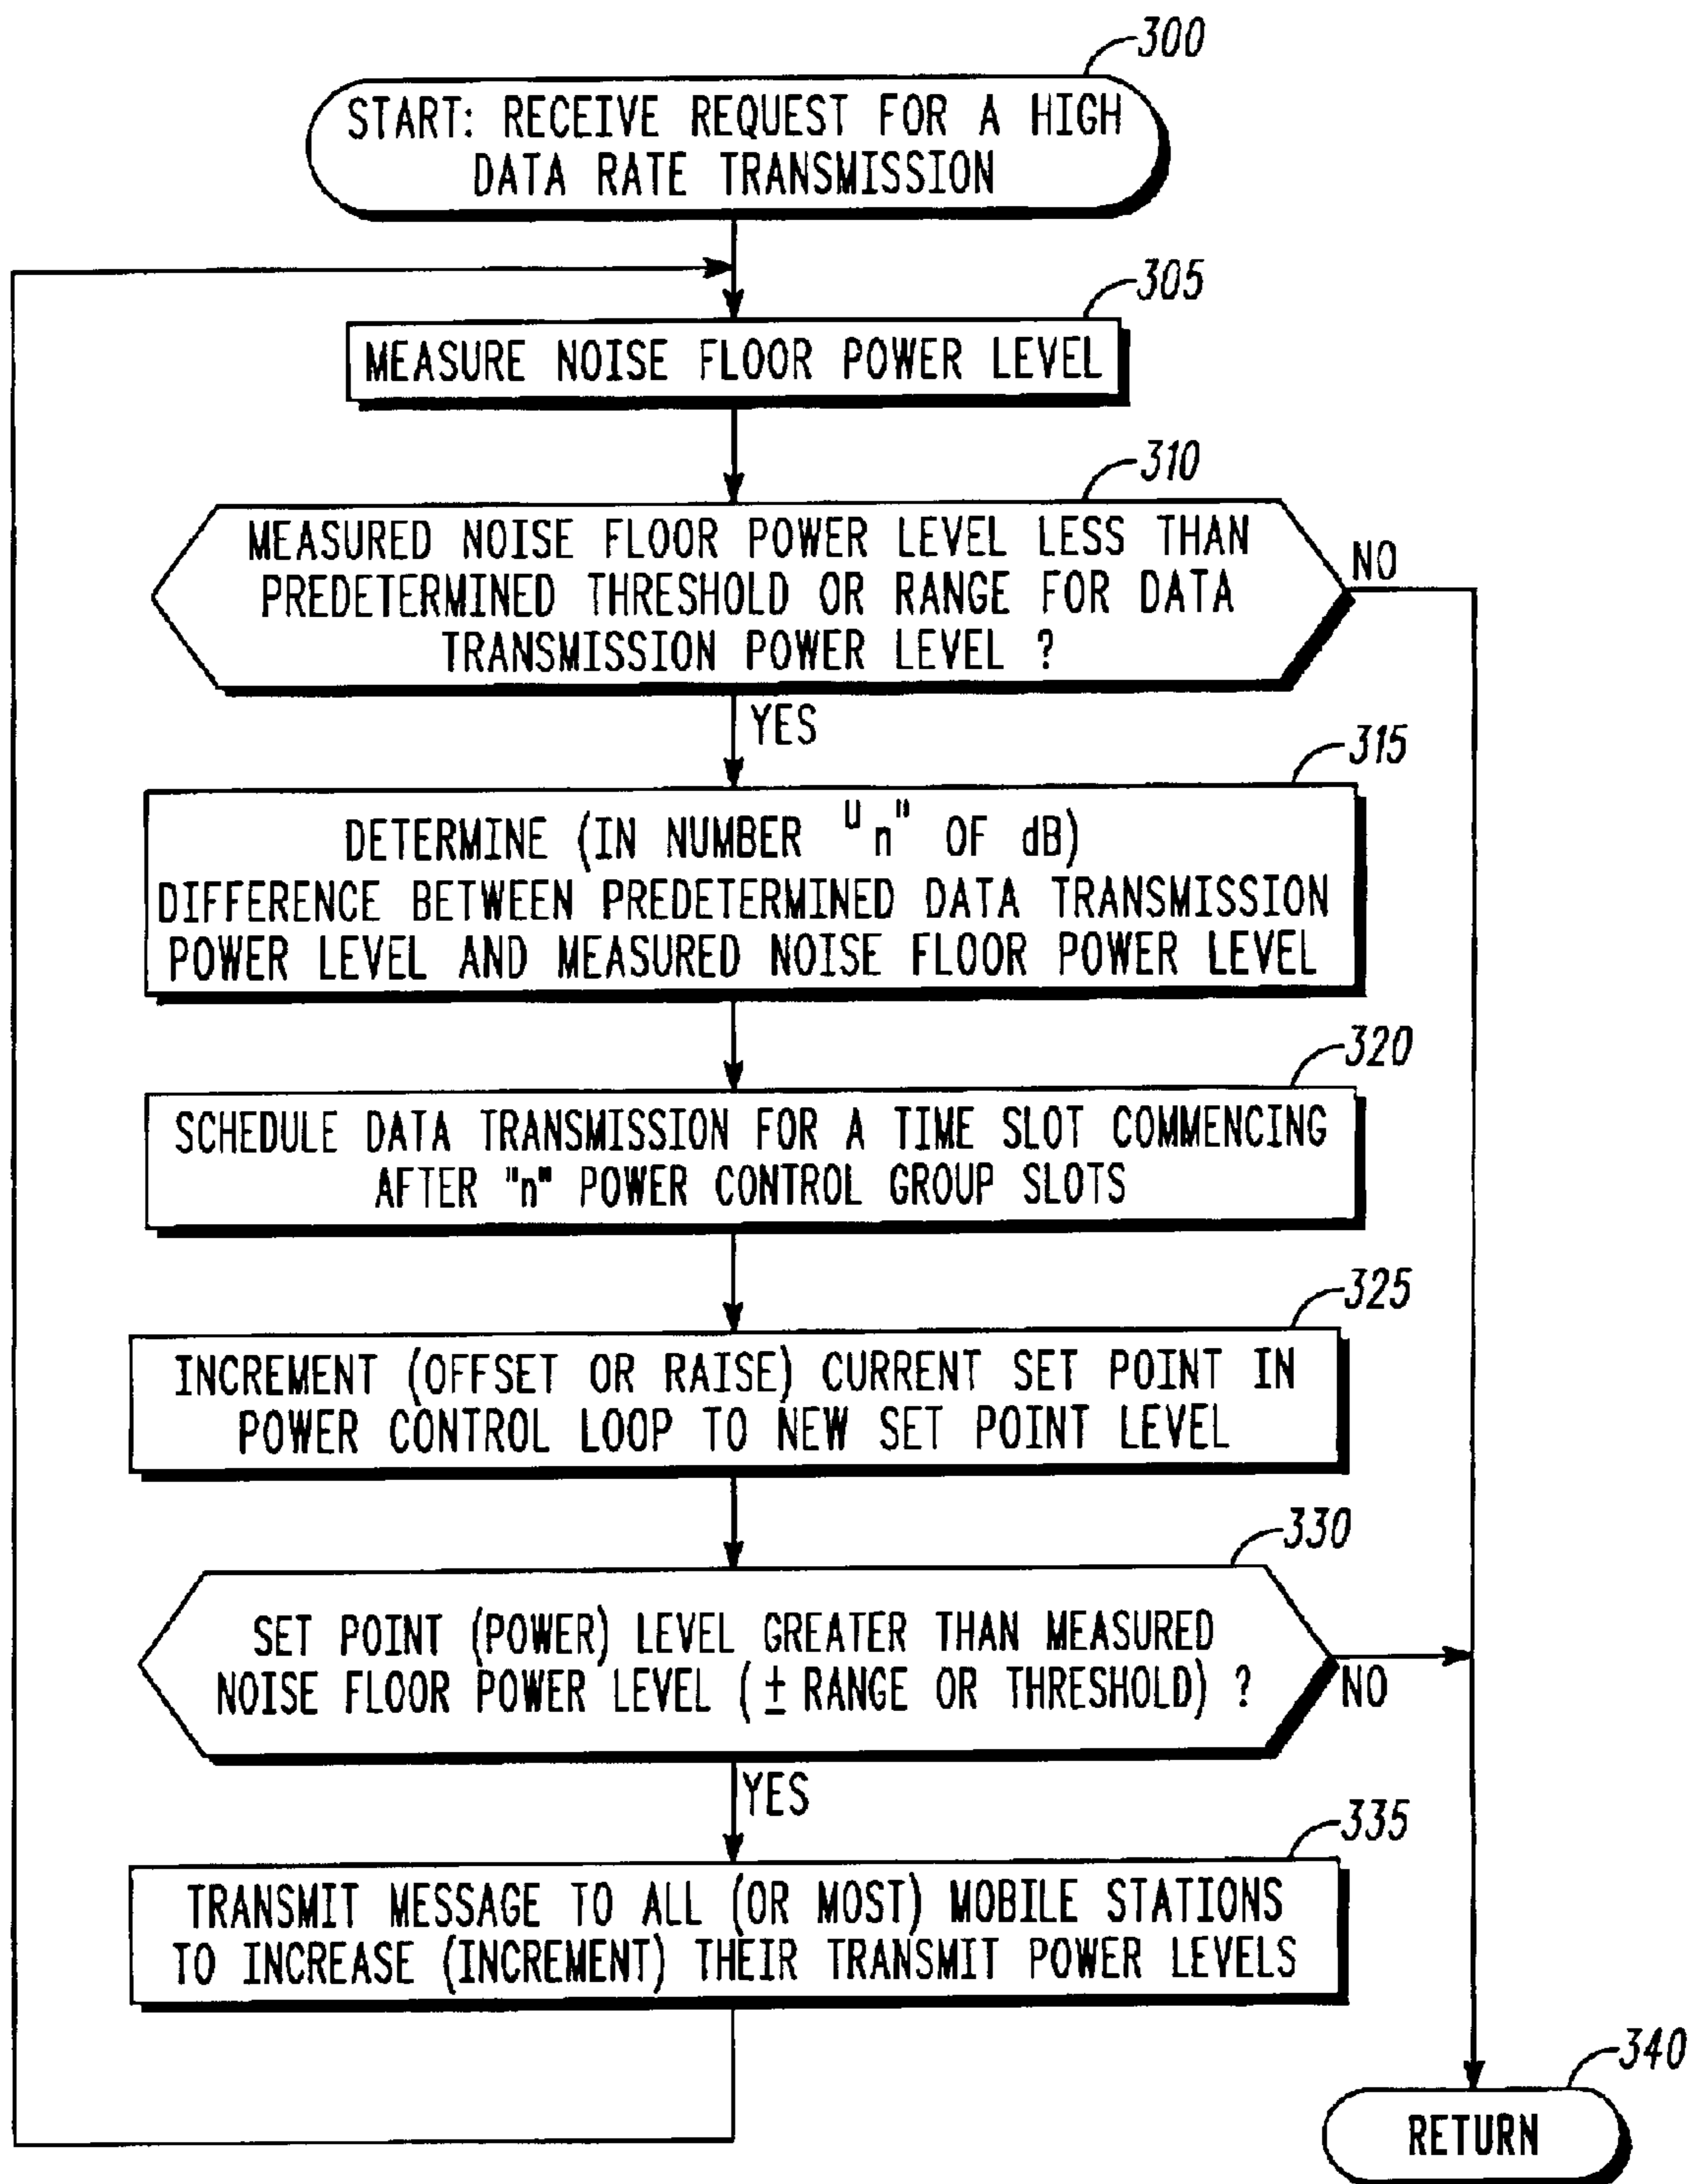 300
START: RECEIVE REQUEST FOR A HIGH
DATA RATE TRANSMISSION
305
MEASURE NOISE FLOOR POWER LEVEL
310
MEASURED NOISE FLOOR POWER LEVEL LESS THAN
PREDETERMINED THRESHOLD OR RANGE FOR DATA
TRANSMISSION POWER LEVEL ?
NO
YES
315
DETERMINE (IN NUMBER "n" OF dB)
DIFFERENCE BETWEEN PREDETERMINED DATA TRANSMISSION
POWER LEVEL AND MEASURED NOISE FLOOR POWER LEVEL
320
SCHEDULE DATA TRANSMISSION FOR A TIME SLOT COMMENCING
AFTER "n" POWER CONTROL GROUP SLOTS
325
INCREMENT (OFFSET OR RAISE) CURRENT SET POINT IN
POWER CONTROL LOOP TO NEW SET POINT LEVEL
330
SET POINT (POWER) LEVEL GREATER THAN MEASURED
NOISE FLOOR POWER LEVEL (± RANGE OR THRESHOLD) ?
NO
YES
335
TRANSMIT MESSAGE TO ALL (OR MOST) MOBILE STATIONS
TO INCREASE (INCREMENT) THEIR TRANSMIT POWER LEVELS
340
RETURN